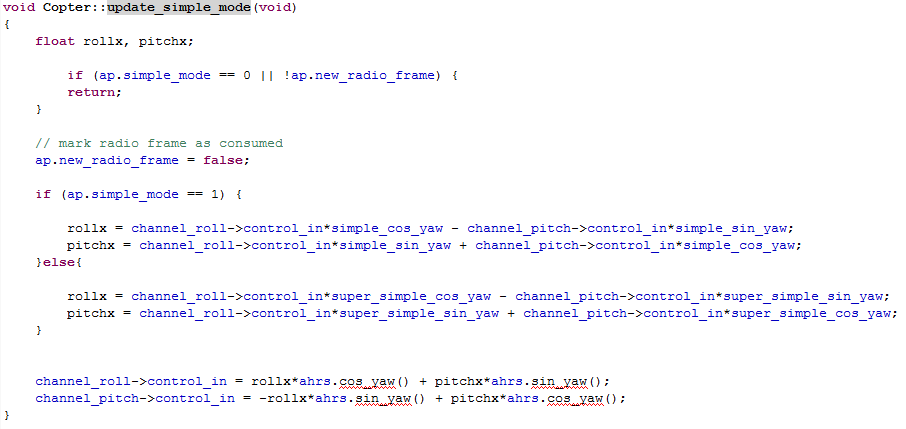 void Copter::update_simple_mode(void)
{
    float rollx, pitchx;

        if (ap.simple_mode == 0 || !ap.new_radio_frame) {
        return;
    }

    // mark radio frame as consumed
    ap.new_radio_frame = false;

    if (ap.simple_mode == 1) {

        rollx = channel_roll->control_in*simple_cos_yaw - channel_pitch->control_in*simple_sin_yaw;
        pitchx = channel_roll->control_in*simple_sin_yaw + channel_pitch->control_in*simple_cos_yaw;
    }else{

        rollx = channel_roll->control_in*super_simple_cos_yaw - channel_pitch->control_in*super_simple_sin_yaw;
        pitchx = channel_roll->control_in*super_simple_sin_yaw + channel_pitch->control_in*super_simple_cos_yaw;
    }


    channel_roll->control_in = rollx*ahrs.cos_yaw() + pitchx*ahrs.sin_yaw();
    channel_pitch->control_in = -rollx*ahrs.sin_yaw() + pitchx*ahrs.cos_yaw();
}